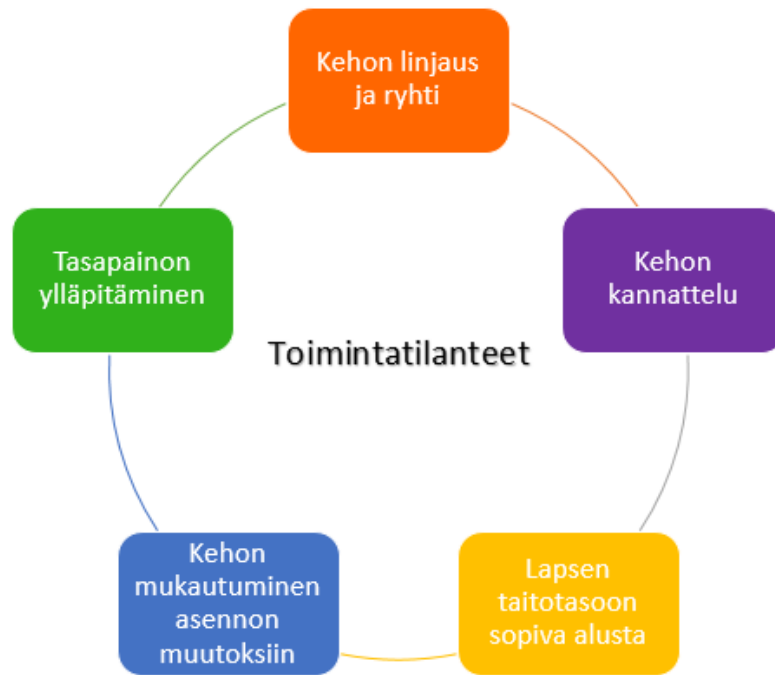 Kehon linjaus
ja ryhti
Kehon
kannattelu
Lapsen
taitotasoon
sopiva alusta
Kehon
mukautuminen
asennon
muutoksiin
Tasapainon
ylläpitäminen
Toimintatilanteet